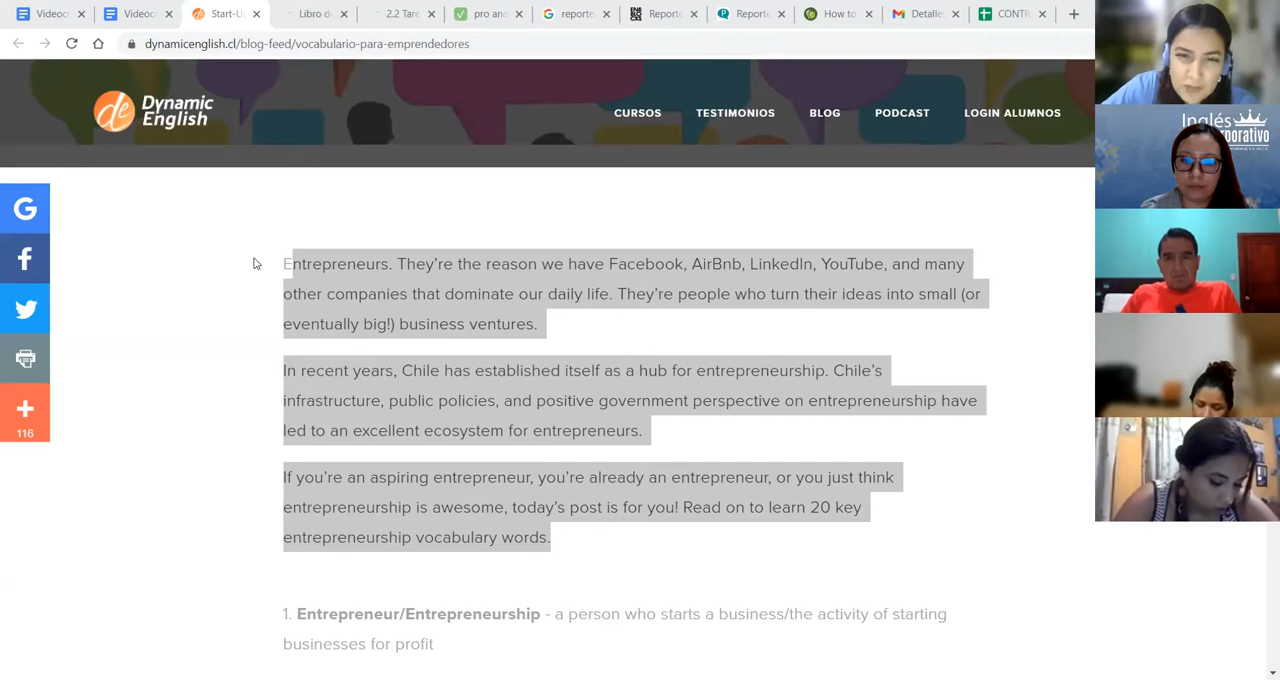 Videoc
Videoc
Start-U
Libro de
2.2 Tare
pro and
reporte
Reporte
Reporte
How to
Detalle
CONTR
dynamicenglish.cl/blog-feed/vocabulario-para-emprendedores
de Dynamic English
CURSOS TESTIMONIOS BLOG PODCAST LOGIN ALUMNOS
Inglés
orporativo
116
Entrepreneurs. They're the reason we have Facebook, AirBnb, LinkedIn, YouTube, and many
other companies that dominate our daily life. They're people who turn their ideas into small (or
eventually big!) business ventures.
In recent years, Chile has established itself as a hub for entrepreneurship. Chile's
infrastructure, public policies, and positive government perspective on entrepreneurship have
led to an excellent ecosystem for entrepreneurs.
If you're an aspiring entrepreneur, you're already an entrepreneur, or you just think
entrepreneurship is awesome, today's post is for you! Read on to learn 20 key
entrepreneurship vocabulary words.
1. Entrepreneur/Entrepreneurship - a person who starts a business/the activity of starting
businesses for profit